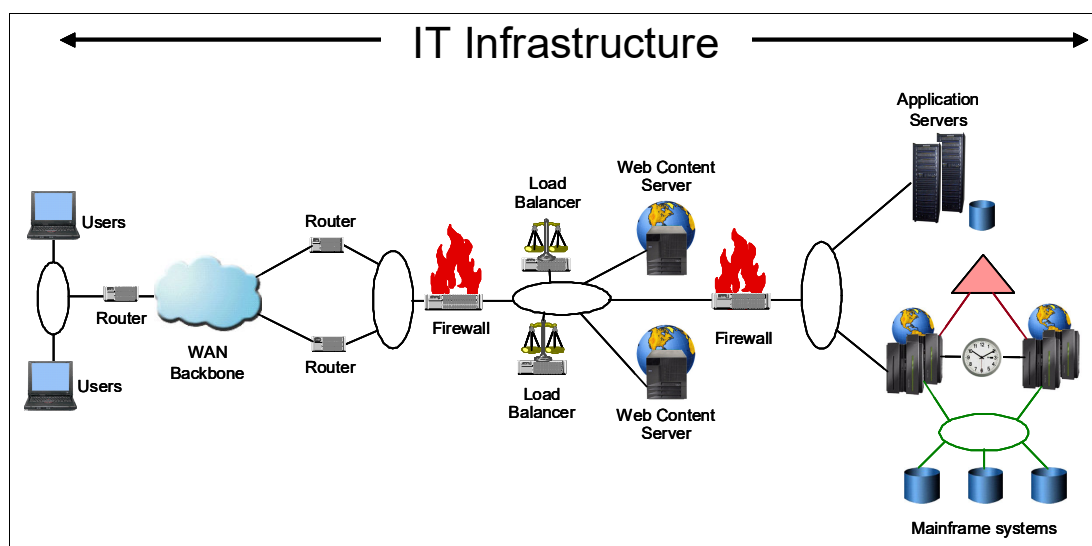 IT Infrastructure
Application
Servers
Web Content
Server
Load
Balancer
Users
Router
Router
WAN
Backbone
Firewall
Firewall
Router
Users
Load
Balancer
Web Content
Server
Mainframe systems